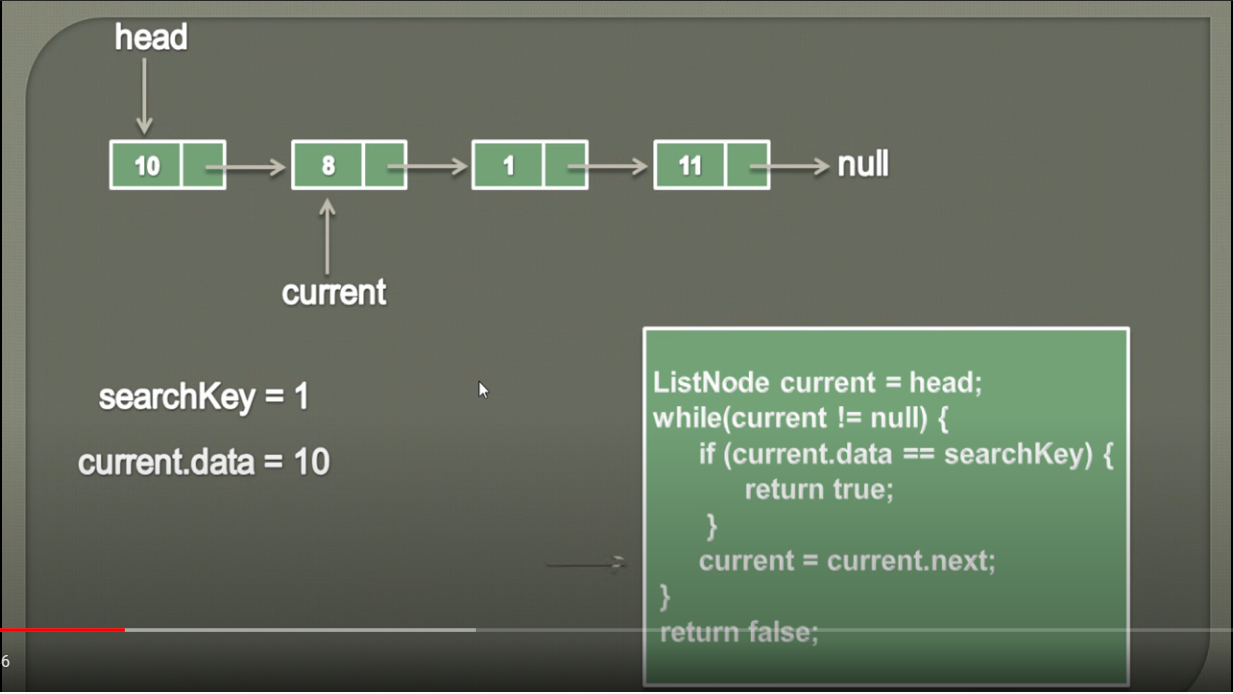 head
10 8 1 11 null
current
searchKey = 1
current.data = 10
ListNode current = head;
while(current != null) {
if (current.data == searchKey) {
return true;
}
current = current.next;
}
return false;
6